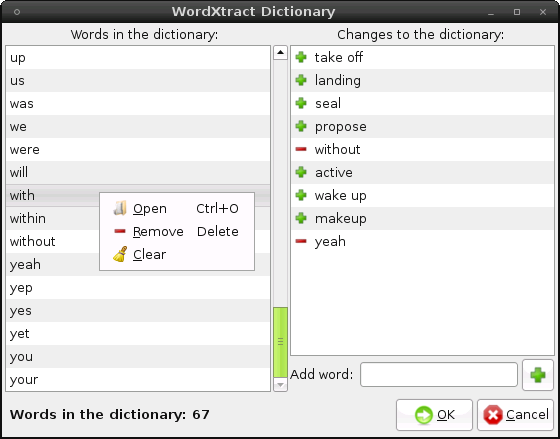 WordXtract Dictionary
Words in the dictionary:
up
us
was
we
were
will
with
within
without
yeah
yep
yes
yet
you
your
Open Ctrl+O
Remove Delete
Clear
Changes to the dictionary:
take off
landing
seal
propose
without
active
wake up
makeup
yeah
Add word:
Words in the dictionary: 67
OK
Cancel